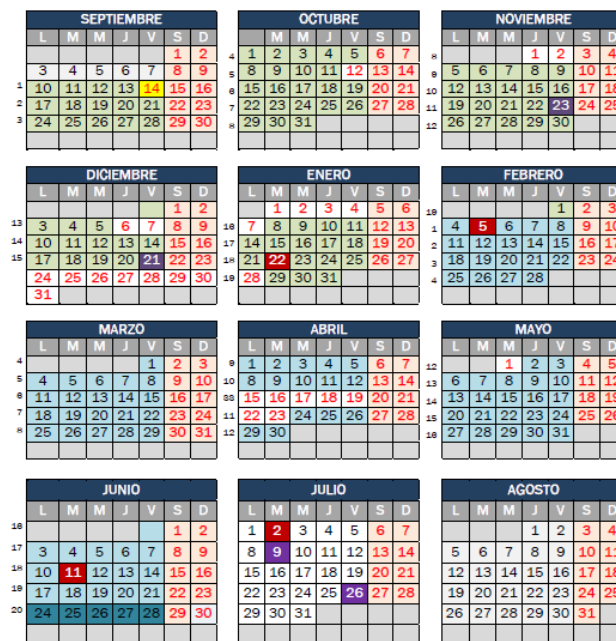 SEPTIEMBRE
L M M J V S D
1 2
3 4 5 6 7 8 9
1 10 11 12 13 14 15 16
2 17 18 19 20 21 22 23
3 24 25 26 27 28 29 30
OCTUBRE
L M M J V S D
4 1 2 3 4 5 6 7
5 8 9 10 11 12 13 14
6 15 16 17 18 19 20 21
7 22 23 24 25 26 27 28
8 29 30 31
NOVIEMBRE
L M M J V S D
8 1 2 3 4
9 5 6 7 8 9 10 11
10 12 13 14 15 16 17 18
11 19 20 21 22 23 24 25
12 26 27 28 29 30
DICIEMBRE
L M M J V S D
1 2
13 3 4 5 6 7 8 9
14 10 11 12 13 14 15 16
15 17 18 19 20 21 22 23
24 25 26 27 28 29 30
31
ENERO
L M M J V S D
1 2 3 4 5 6
16 7 8 9 10 11 12 13
17 14 15 16 17 18 19 20
18 21 22 23 24 25 26 27
19 28 29 30 31
FEBRERO
L M M J V S D
19 1 2 3
1 4 5 6 7 8 9 10
2 11 12 13 14 15 16 17
3 18 19 20 21 22 23 24
4 25 26 27 28
MARZO
L M M J V S D
4 1 2 3
5 4 5 6 7 8 9 10
6 11 12 13 14 15 16 17
7 18 19 20 21 22 23 24
8 25 26 27 28 29 30 31
ABRIL
L M M J V S D
9 1 2 3 4 5 6 7
10 8 9 10 11 12 13 14
SS 15 16 17 18 19 20 21
11 22 23 24 25 26 27 28
12 29 30
MAYO
L M M J V S D
12 1 2 3 4 5
13 6 7 8 9 10 11 12
14 13 14 15 16 17 18 19
15 20 21 22 23 24 25 26
16 27 28 29 30 31
JUNIO
L M M J V S D
16 1 2
17 3 4 5 6 7 8 9
18 10 11 12 13 14 15 16
19 17 18 19 20 21 22 23
20 24 25 26 27 28 29 30
JULIO
L M M J V S D
1 2 3 4 5 6 7
8 9 10 11 12 13 14
15 16 17 18 19 20 21
22 23 24 25 26 27 28
29 30 31
AGOSTO
L M M J V S D
1 2 3 4
5 6 7 8 9 10 11
12 13 14 15 16 17 18
19 20 21 22 23 24 25
26 27 28 29 30 31